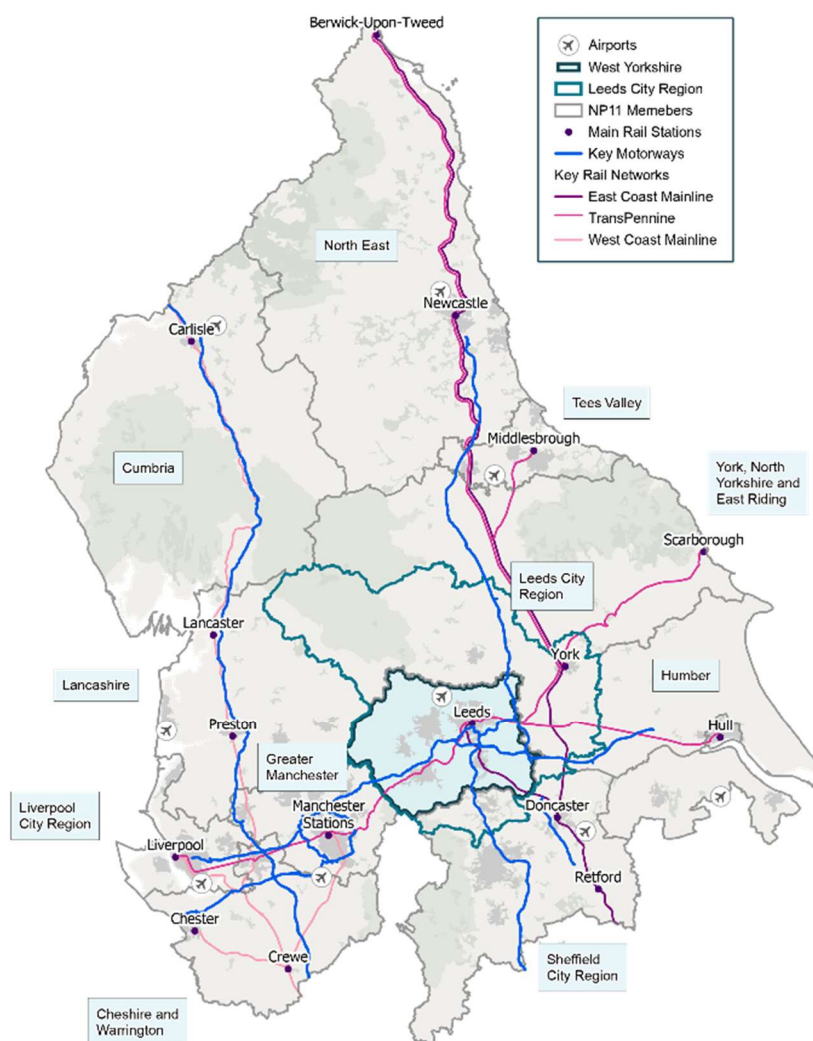 Berwick-Upon-Tweed
Airports
West Yorkshire
Leeds City Region
NP11 Memebers
Main Rail Stations
Key Motorways
Key Rail Networks
East Coast Mainline
TransPennine
West Coast Mainline
North East
Newcastle
Carlisle
Tees Valley
Middlesbrough
Cumbria
York, North
Yorkshire and
East Riding
Scarborough
Leeds City
Region
Lancaster
York
Lancashire
Humber
Preston
Leeds
Hull
Greater
Manchester
Liverpool
City Region
Manchester
Stations
Doncaster
Liverpool
Retford
Chester
Crewe
Sheffield
City Region
Cheshire and
Warrington